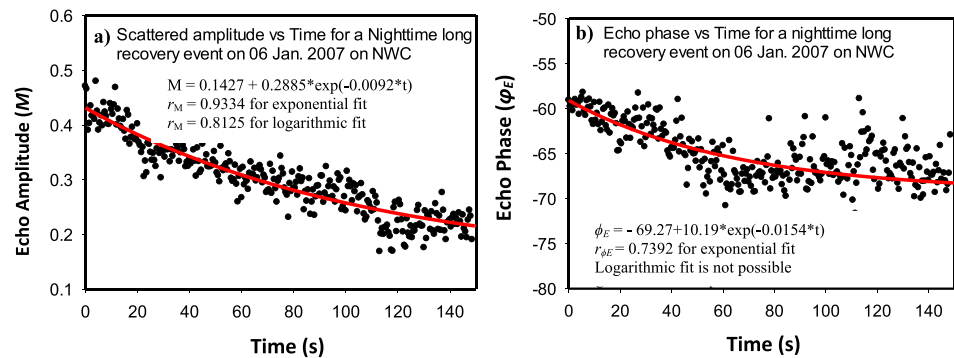 a) Scattered amplitude vs Time for a Nighttime long
recovery event on 06 Jan. 2007 on NWC
M = 0.1427 + 0.2885*exp(-0.0092*t)
r_M = 0.9334 for exponential fit
r_M = 0.8125 for logarithmic fit
Echo Amplitude (M)
0.6
0.5
0.4
0.3
0.2
0.1
0 20 40 60 80 100 120 140
Time (s)
b) Echo phase vs Time for a nighttime long
recovery event on 06 Jan. 2007 on NWC
Echo Phase (φ_E)
-50
-55
-60
-65
-70
-75
-80
ϕ_E = - 69.27+10.19*exp(-0.0154*t)
r_ϕE = 0.7392 for exponential fit
Logarithmic fit is not possible
0 20 40 60 80 100 120 140
Time (s)